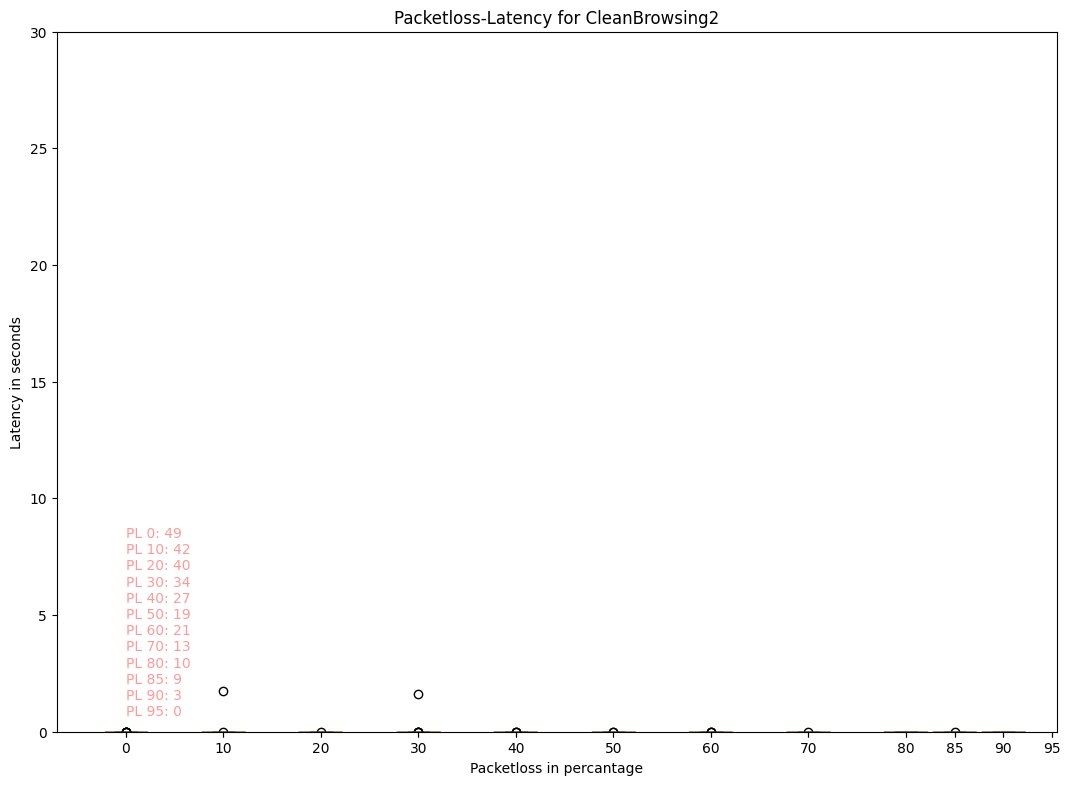 Packetloss-Latency for CleanBrowsing2
30
25
20
15
10
5
0
Latency in seconds
PL 0: 49
PL 10: 42
PL 20: 40
PL 30: 34
PL 40: 27
PL 50: 19
PL 60: 21
PL 70: 13
PL 80: 10
PL 85: 9
PL 90: 3
PL 95: 0
0 10 20 30 40 50 60 70 80 85 90 95
Packetloss in percantage